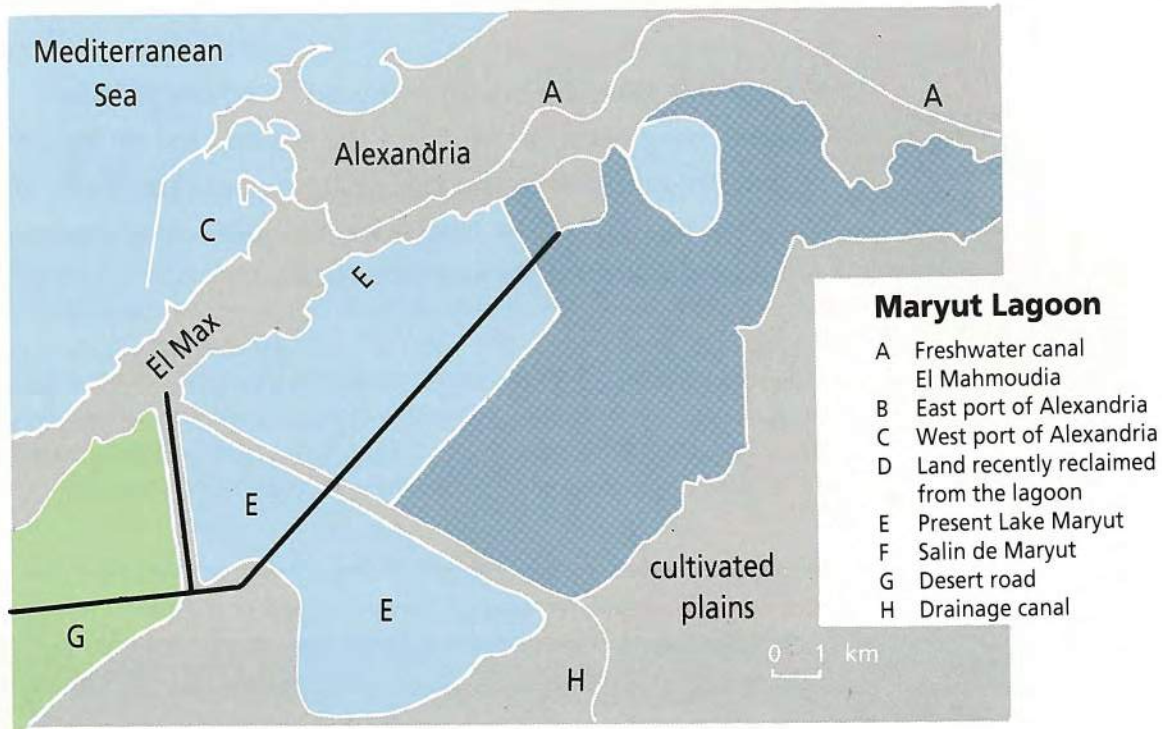 Mediterranean
Sea
A
A
Alexandria
C
E
El Max
E
E
G
H
cultivated
plains
0 1 km
Maryut Lagoon
A Freshwater canal
El Mahmoudia
B East port of Alexandria
C West port of Alexandria
D Land recently reclaimed
from the lagoon
E Present Lake Maryut
F Salin de Maryut
G Desert road
H Drainage canal